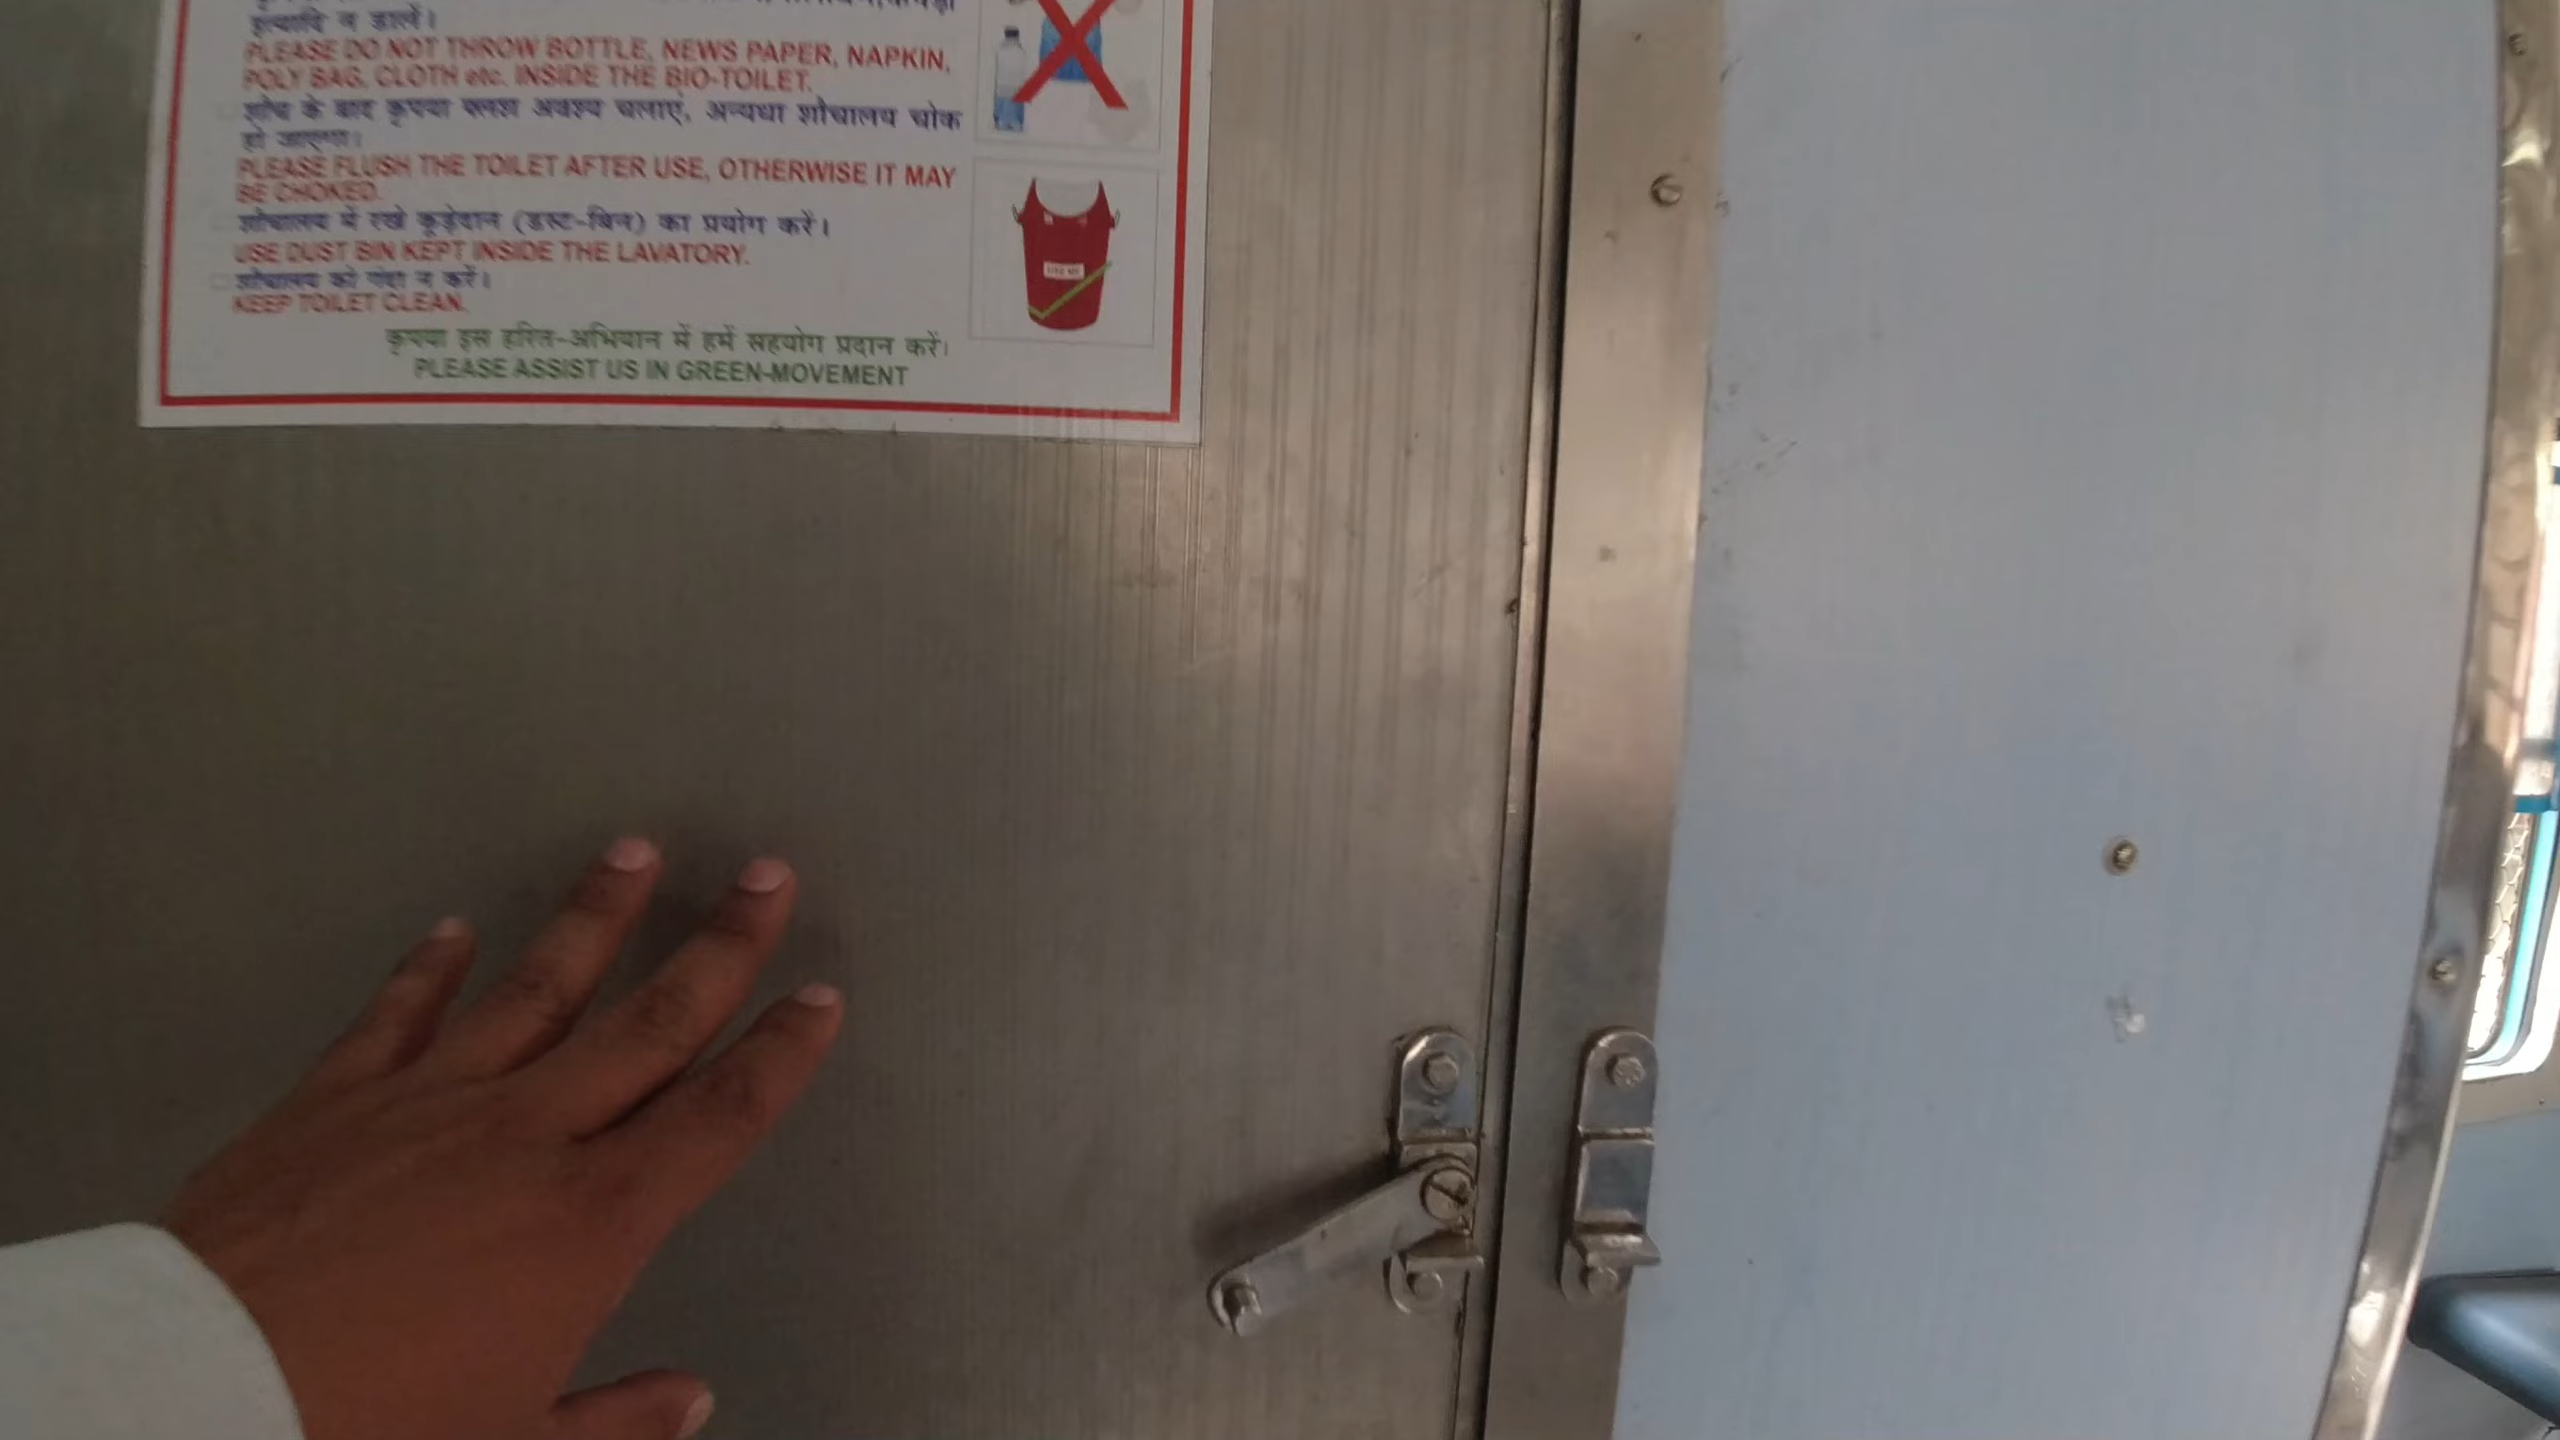 इत्यादि न डालें।
PLEASE DO NOT THROW BOTTLE, NEWS PAPER, NAPKIN,
POLY BAG, CLOTH etc. INSIDE THE BIO-TOILET.
शौच के बाद कृपया फ्लश अवश्य चलाएं, अन्यथा शौचालय चोक
हो जाएगा।
PLEASE FLUSH THE TOILET AFTER USE, OTHERWISE IT MAY
BE CHOKED.
शौचालय में रखे कूड़ेदान (डस्ट-बिन) का प्रयोग करें।
USE DUST BIN KEPT INSIDE THE LAVATORY.
शौचालय को गंदा न करें।
KEEP TOILET CLEAN.
कृपया इस हरित-अभियान में हमें सहयोग प्रदान करें।
PLEASE ASSIST US IN GREEN-MOVEMENT
USE ME